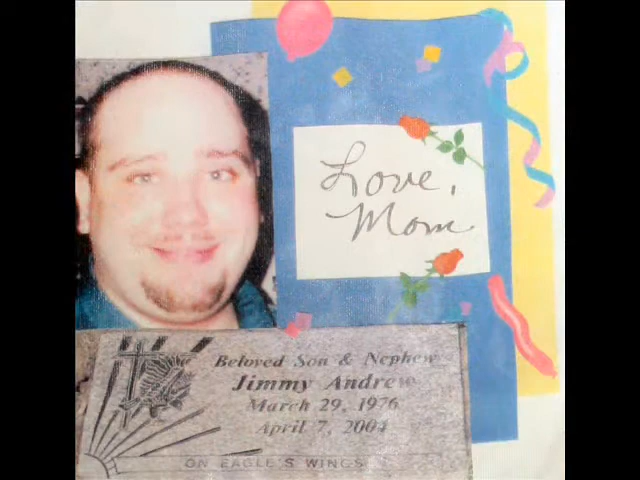 Love,
Mom
Beloved Son & Nephew
Jimmy Andrew
March 29, 1976
April 7, 2004
ON EAGLE'S WINGS